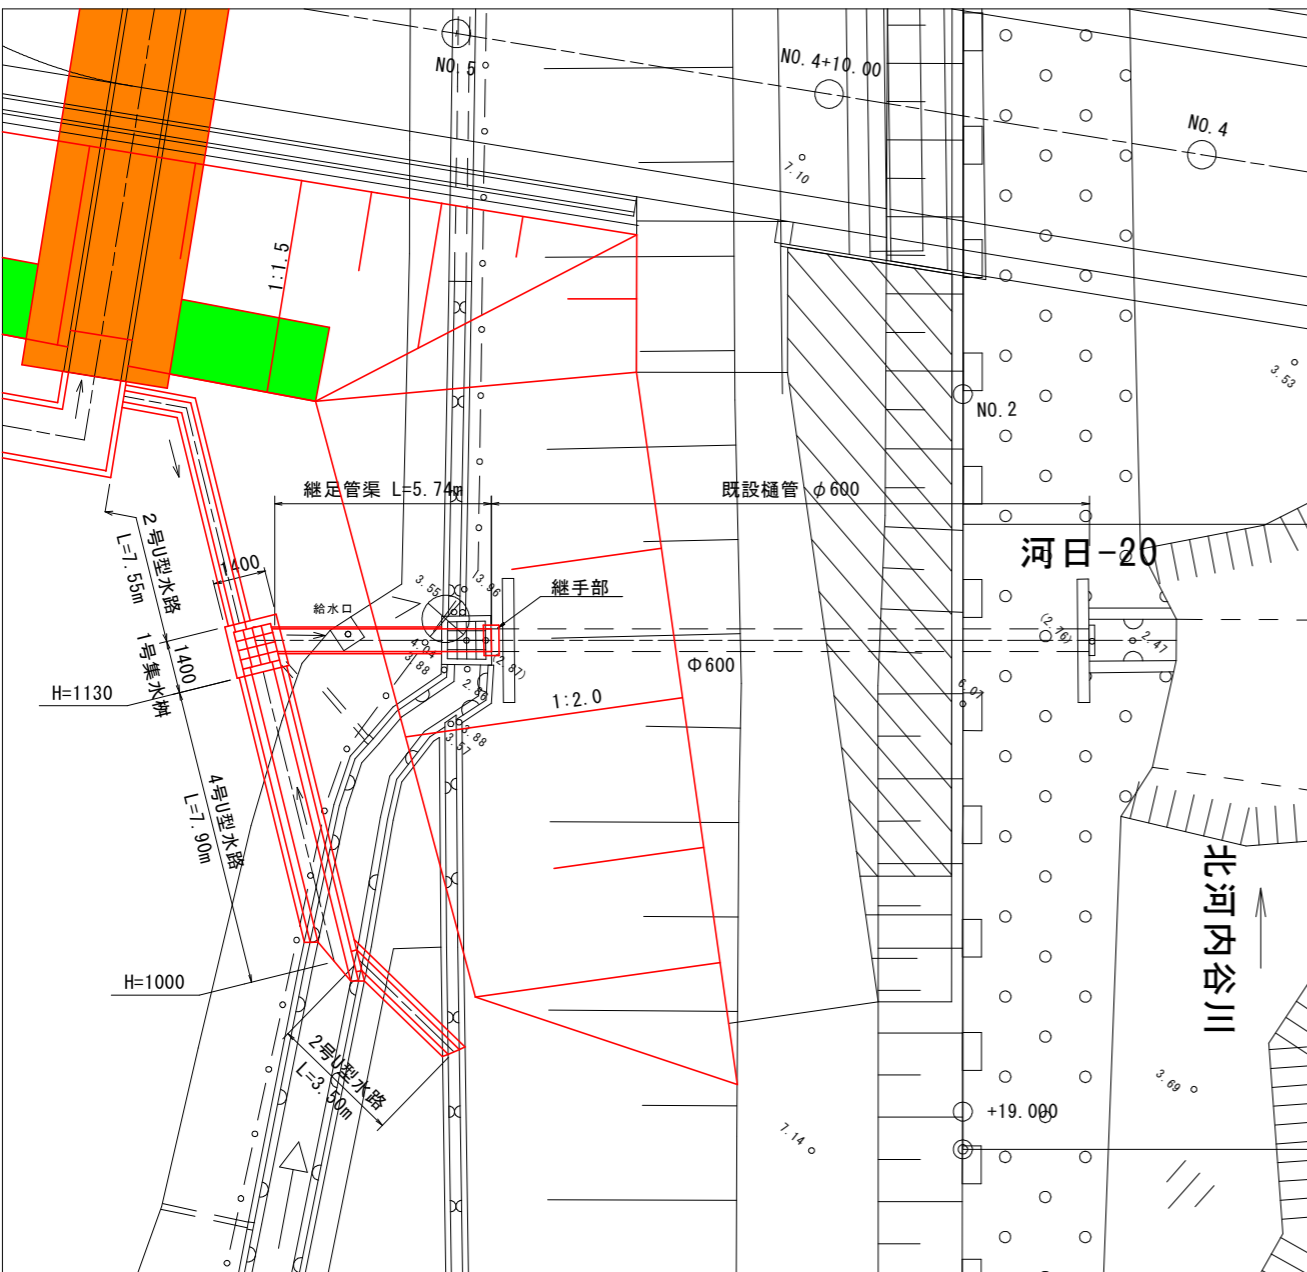 NO.5
NO.4+10.00
NO.4
7.10
1:1.5
3.53
NO.2
継足管渠 L=5.74m
既設樋管 φ600
河日-20
2号U型水路
L=7.55m
1400
3.55
3.96
継手部
給水口
4.04
3.88
(2.87)
2.86
(2.76)
2.47
Φ600
1号集水桝
1400
H=1130
1:2.0
6.07
3.88
3.57
4号U型水路
L=7.90m
北河内谷川
H=1000
2号U型水路
L=3.50m
3.69
+19.000
7.14